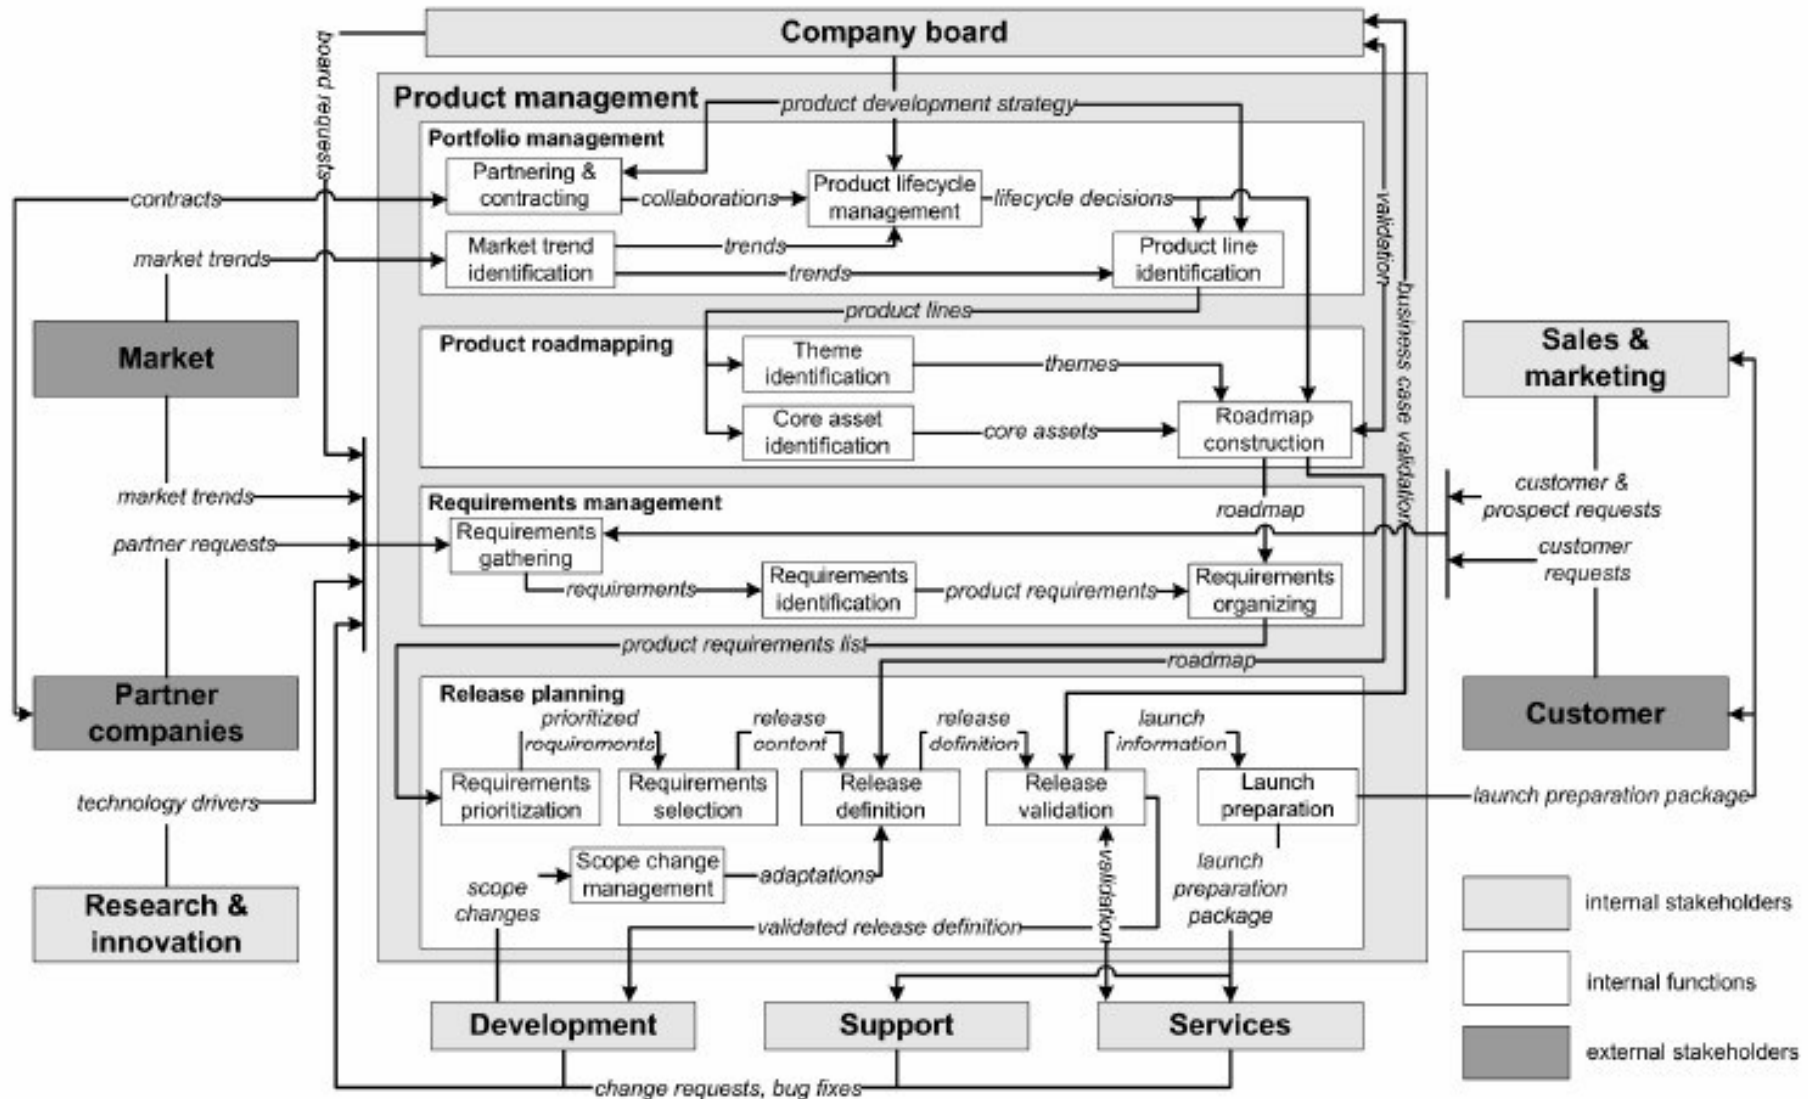 Company board
board requests
Product management
product development strategy
Portfolio management
Partnering &
contracting
collaborations
Product lifecycle
management
lifecycle decisions
contracts
market trends
Market trend
identification
trends
trends
Product line
identification
validation
business case validation
product lines
Market
Product roadmapping
Theme
identification
themes
Core asset
identification
core assets
Roadmap
construction
Sales &
marketing
market trends
partner requests
Requirements management
Requirements
gathering
requirements
Requirements
identification
product requirements
roadmap
Requirements
organizing
customer &
prospect requests
customer
requests
product requirements list
roadmap
Partner
companies
Customer
Release planning
prioritized
requirements
release
content
release
definition
launch
information
Requirements
prioritization
Requirements
selection
Release
definition
Release
validation
Launch
preparation
technology drivers
launch preparation package
Scope change
management
adaptations
scope
changes
validation
launch
preparation
package
validated release definition
Research &
innovation
Development
Support
Services
change requests, bug fixes
internal stakeholders
internal functions
external stakeholders